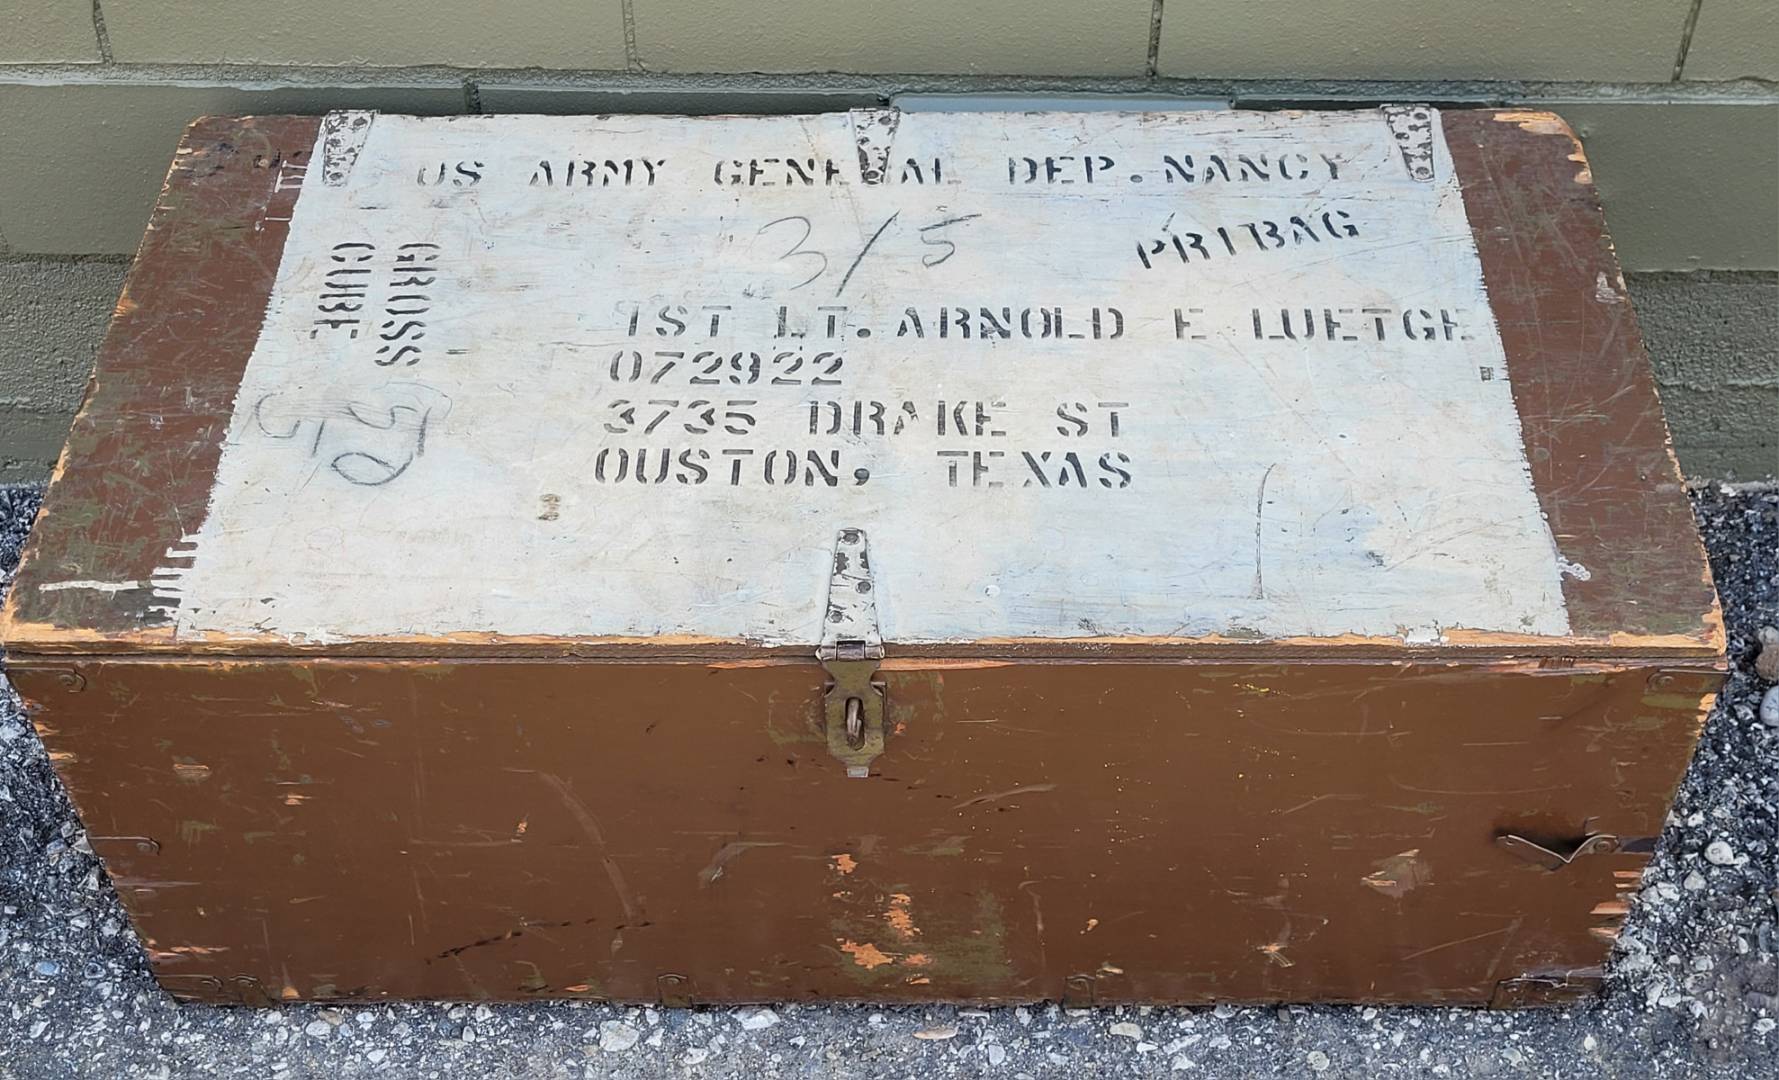 US ARMY GENERAL DEP. NANCY
3/5
PRIBAG
GROSS
CUBE
1ST LT. ARNOLD E LUETGE
072922
3735 DRAKE ST
OUSTON, TEXAS